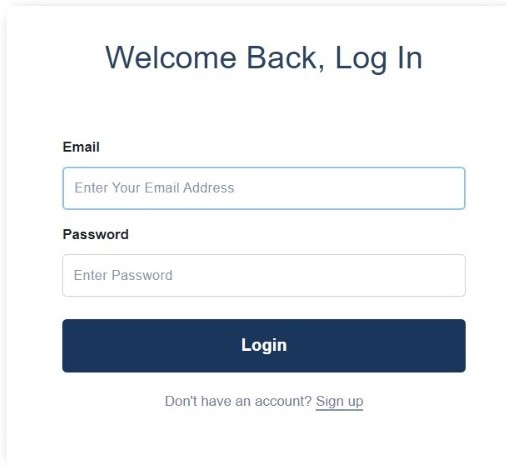 Welcome Back, Log In
Email
Enter Your Email Address
Password
Enter Password
Login
Don't have an account? Sign up